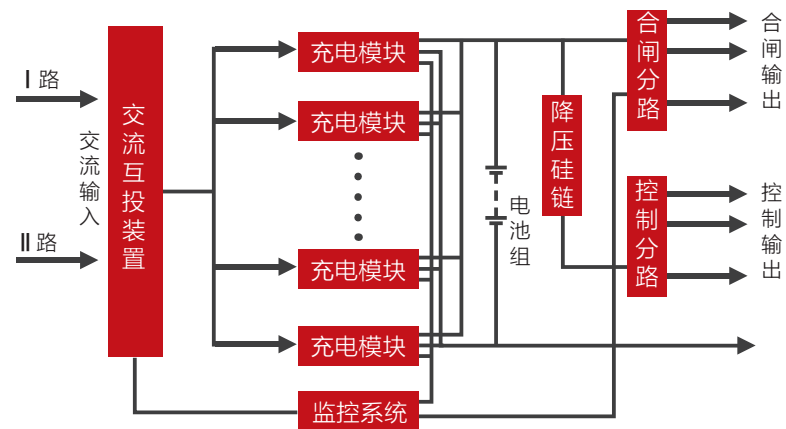 Ⅰ路
交流输入
Ⅱ路
交流互投装置
充电模块
充电模块
充电模块
充电模块
监控系统
电池组
降压硅链
合闸分路
控制分路
合闸输出
控制输出